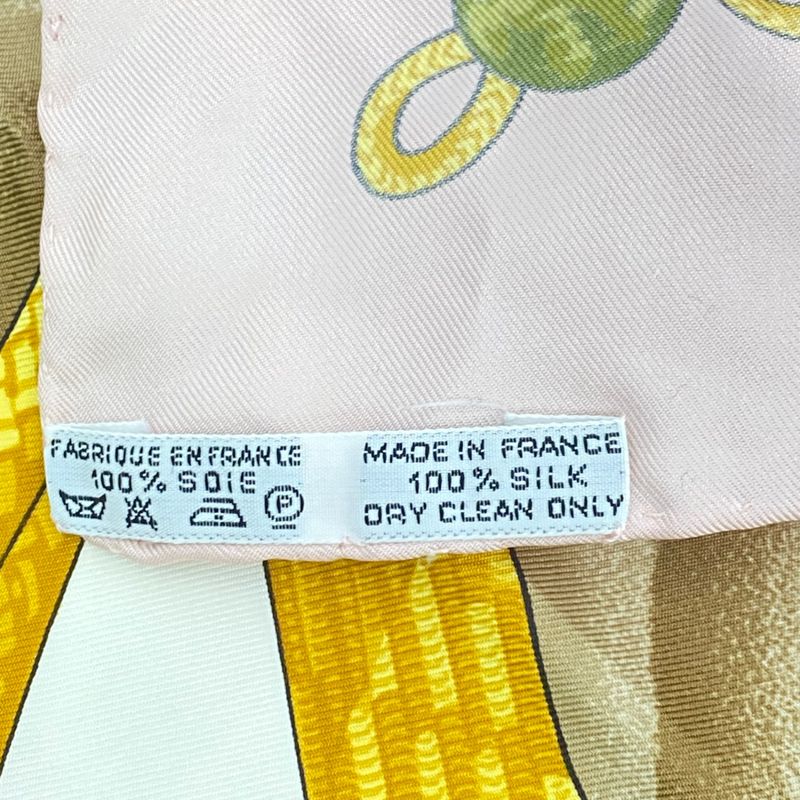 FABRIQUE EN FRANCE
100% SOIE
P
MADE IN FRANCE
100% SILK
DRY CLEAN ONLY